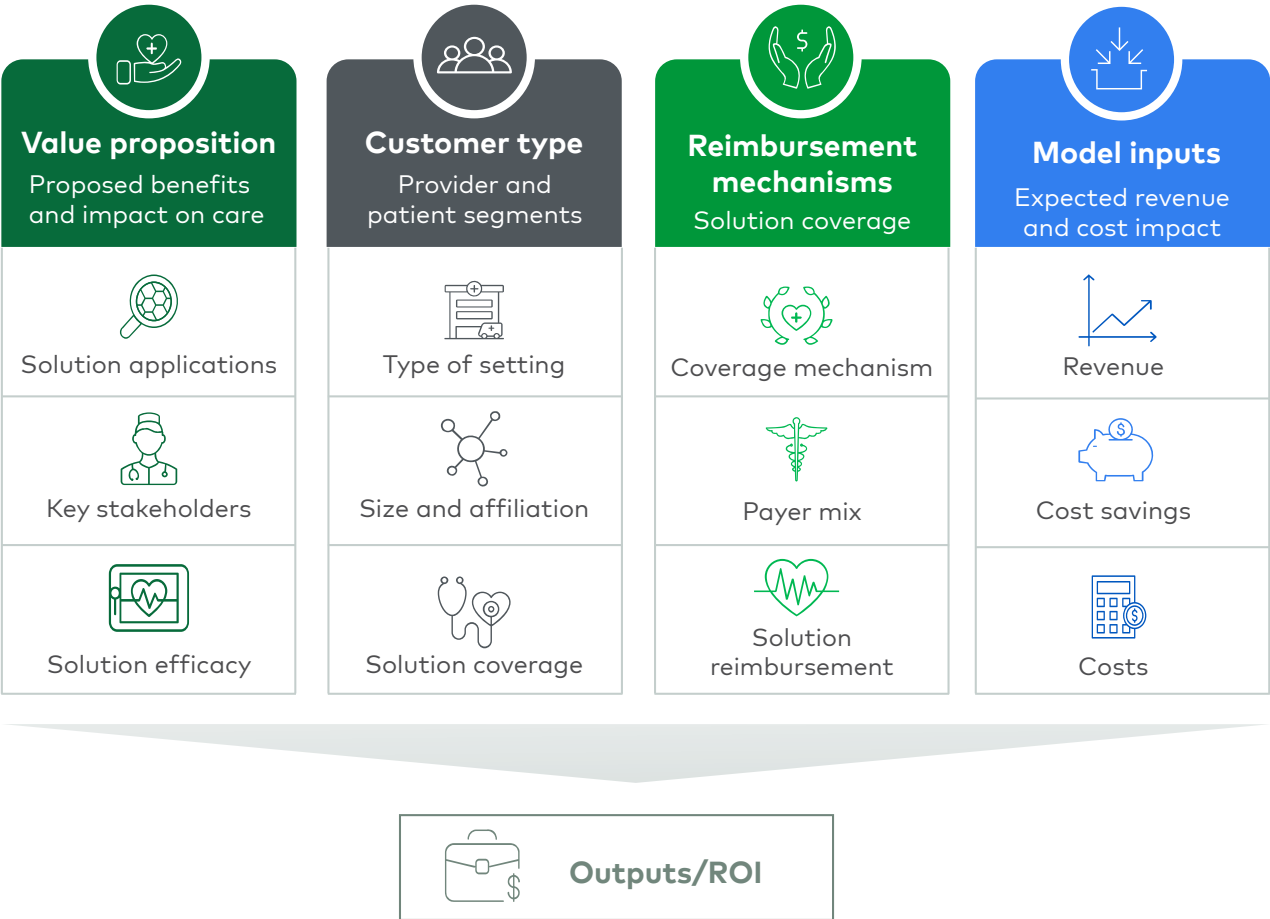 Value proposition
Proposed benefits
and impact on care
Solution applications
Key stakeholders
Solution efficacy
Customer type
Provider and
patient segments
Type of setting
Size and affiliation
Solution coverage
Reimbursement
mechanisms
Solution coverage
Coverage mechanism
Payer mix
Solution
reimbursement
Model inputs
Expected revenue
and cost impact
Revenue
Cost savings
Costs
Outputs/ROI